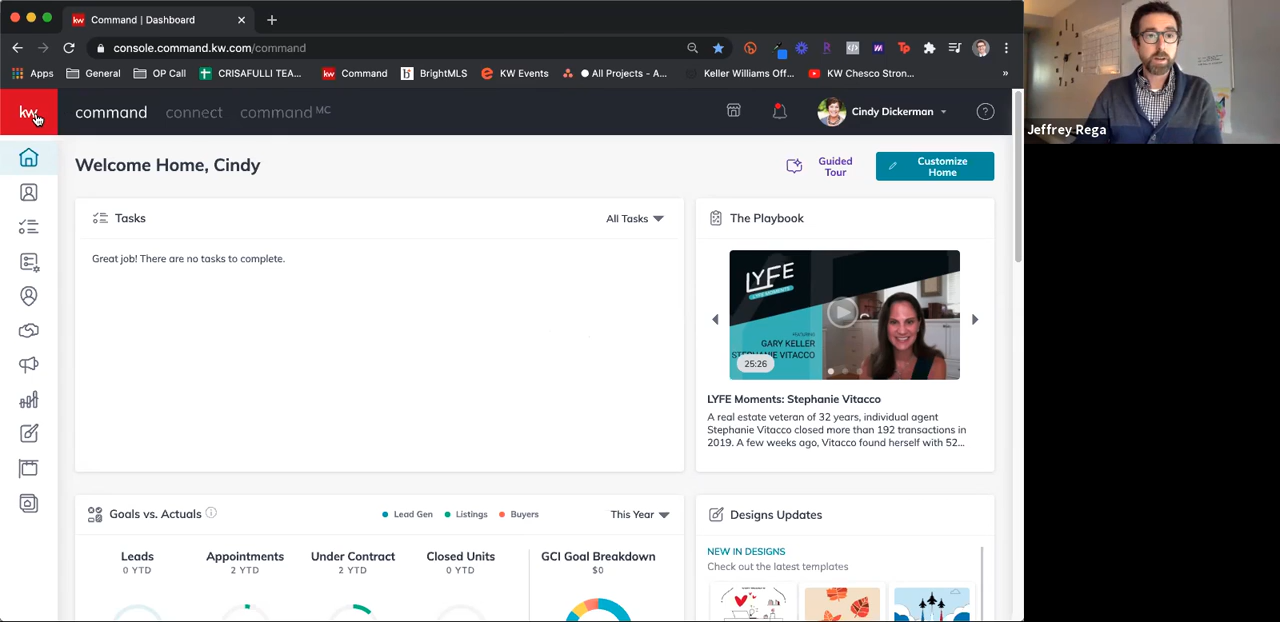 Command | Dashboard
console.command.kw.com/command
Apps
General
OP Call
CRISAFULLI TEA...
kw
Command
BrightMLS
KW Events
All Projects - A...
Keller Williams Off...
KW Chesco Stron...
»
Jeffrey Rega
kw
command
connect
command MC
Cindy Dickerman
Welcome Home, Cindy
Guided
Tour
Customize
Home
Tasks
All Tasks
Great job! There are no tasks to complete.
The Playbook
LYFE
LYFE MOMENTS
FEATURING
GARY KELLER
STEPHANIE VITACCO
25:26
LYFE Moments: Stephanie Vitacco
A real estate veteran of 32 years, individual agent
Stephanie Vitacco closed more than 192 transactions in
2019. A few weeks ago, Vitacco found herself with 52...
Goals vs. Actuals
Lead Gen
Listings
Buyers
This Year
Leads
0 YTD
Appointments
2 YTD
Under Contract
2 YTD
Closed Units
0 YTD
GCI Goal Breakdown
$0
Designs Updates
NEW IN DESIGNS
Check out the latest templates